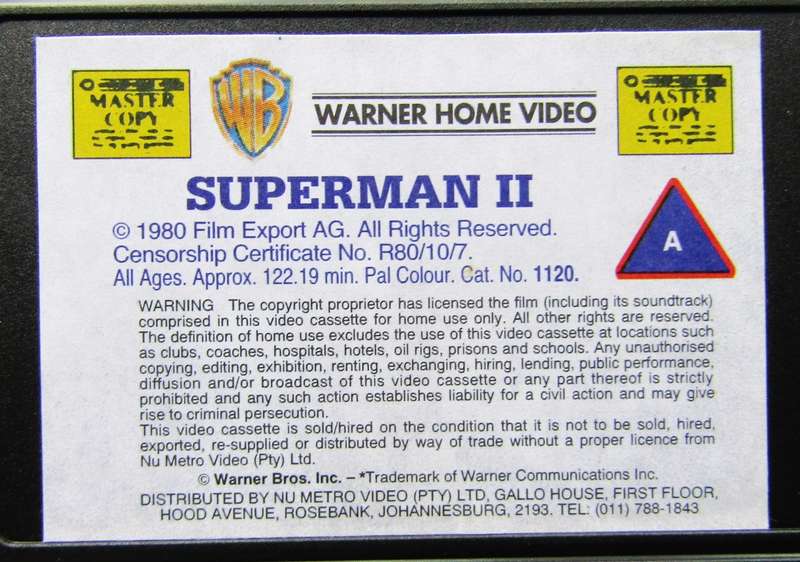 MASTER
COPY
WB
WARNER HOME VIDEO
MASTER
COPY
SUPERMAN II
© 1980 Film Export AG. All Rights Reserved.
Censorship Certificate No. R80/10/7.
All Ages. Approx. 122.19 min. Pal Colour. Cat. No. 1120.
A
WARNING The copyright proprietor has licensed the film (including its soundtrack)
comprised in this video cassette for home use only. All other rights are reserved.
The definition of home use excludes the use of this video cassette at locations such
as clubs, coaches, hospitals, hotels, oil rigs, prisons and schools. Any unauthorised
copying, editing, exhibition, renting, exchanging, hiring, lending, public performance,
diffusion and/or broadcast of this video cassette or any part thereof is strictly
prohibited and any such action establishes liability for a civil action and may give
rise to criminal persecution.
This video cassette is sold/hired on the condition that it is not to be sold, hired,
exported, re-supplied or distributed by way of trade without a proper licence from
Nu Metro Video (Pty) Ltd.
© Warner Bros. Inc. – *Trademark of Warner Communications Inc.
DISTRIBUTED BY NU METRO VIDEO (PTY) LTD, GALLO HOUSE, FIRST FLOOR,
HOOD AVENUE, ROSEBANK, JOHANNESBURG, 2193. TEL: (011) 788-1843